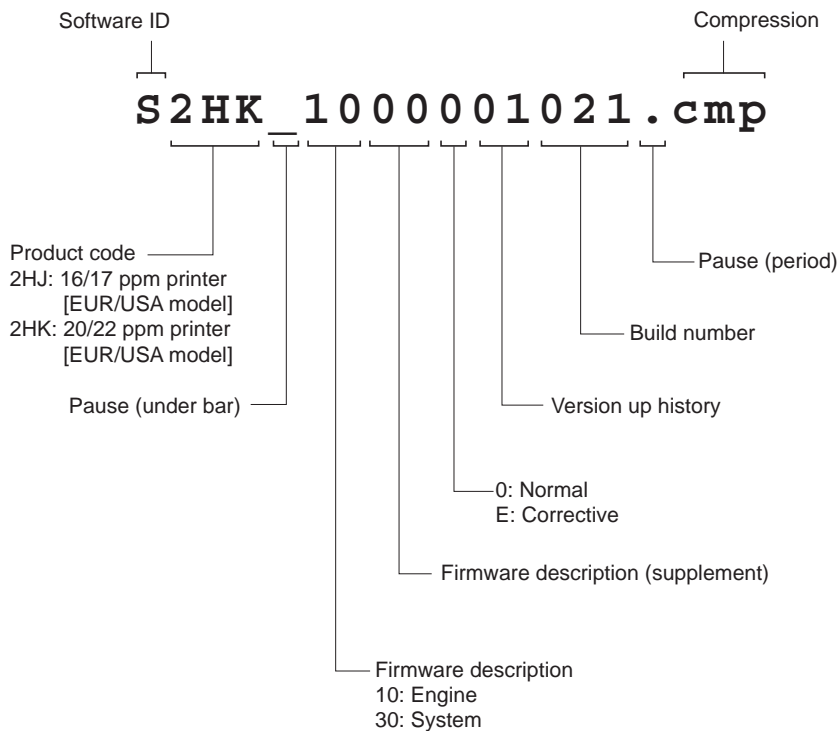 Software ID
Compression
S2HK_1000001021.cmp
Product code
2HJ: 16/17 ppm printer
[EUR/USA model]
2HK: 20/22 ppm printer
[EUR/USA model]
Pause (period)
Build number
Pause (under bar)
Version up history
0: Normal
E: Corrective
Firmware description (supplement)
Firmware description
10: Engine
30: System